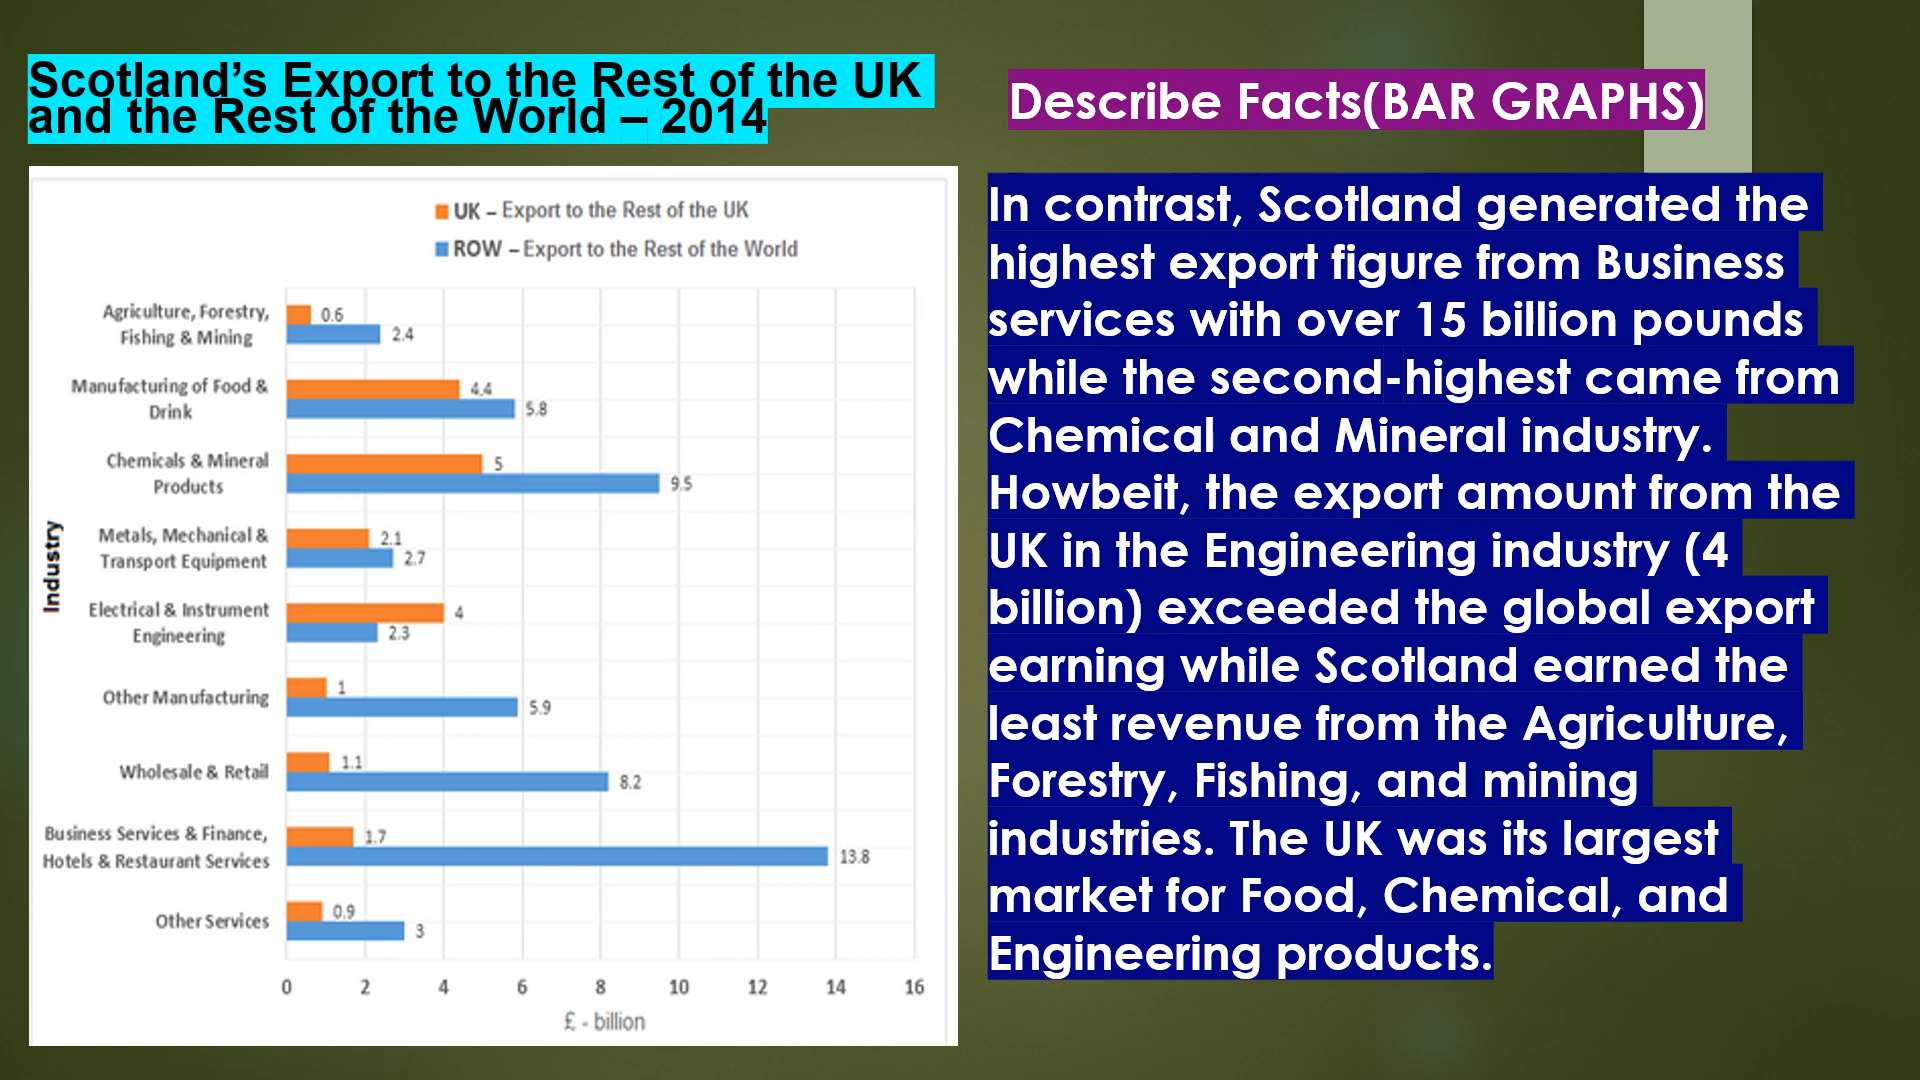 Scotland’s Export to the Rest of the UK
and the Rest of the World – 2014
Describe Facts(BAR GRAPHS)
UK – Export to the Rest of the UK
ROW – Export to the Rest of the World
Industry
Agriculture, Forestry,
Fishing & Mining
0.6
2.4
Manufacturing of Food &
Drink
4.4
5.8
Chemicals & Mineral
Products
5
9.5
Metals, Mechanical &
Transport Equipment
2.1
2.7
Electrical & Instrument
Engineering
4
2.3
Other Manufacturing
1
5.9
Wholesale & Retail
1.1
8.2
Business Services & Finance,
Hotels & Restaurant Services
1.7
13.8
Other Services
0.9
3
0 2 4 6 8 10 12 14 16
£ - billion
In contrast, Scotland generated the
highest export figure from Business
services with over 15 billion pounds
while the second-highest came from
Chemical and Mineral industry.
Howbeit, the export amount from the
UK in the Engineering industry (4
billion) exceeded the global export
earning while Scotland earned the
least revenue from the Agriculture,
Forestry, Fishing, and mining
industries. The UK was its largest
market for Food, Chemical, and
Engineering products.